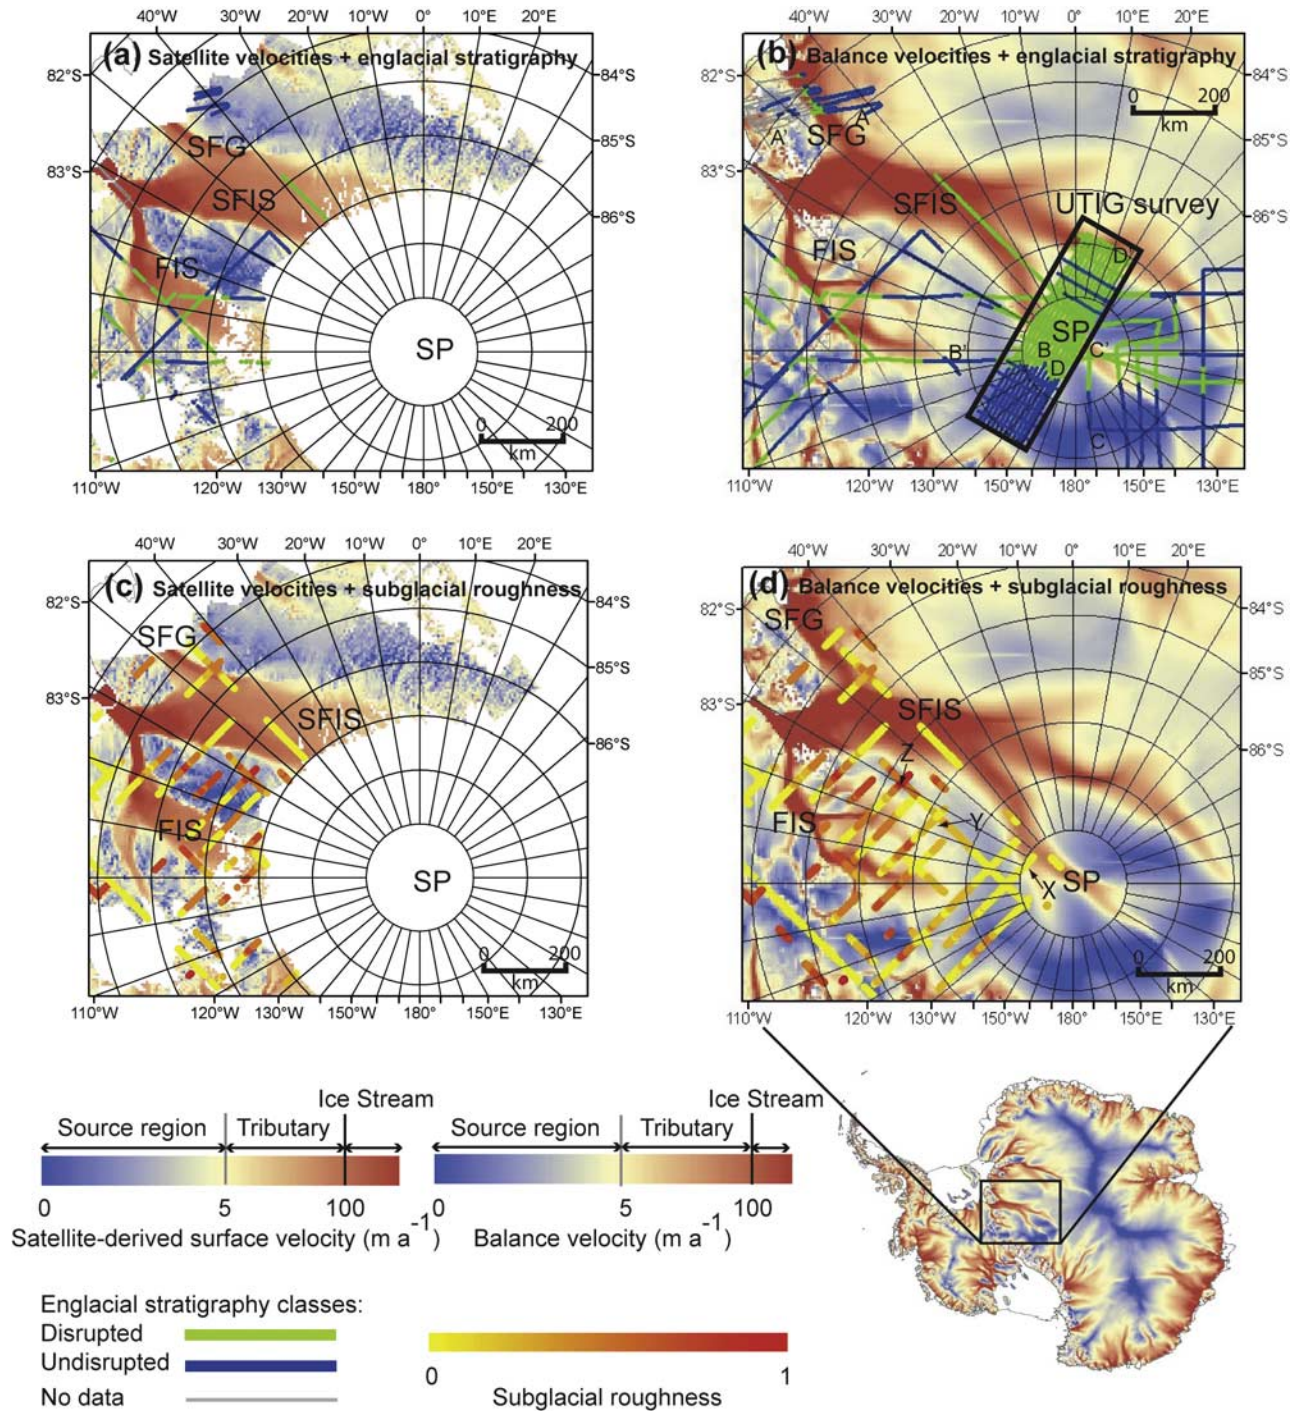 40°W 30°W 20°W 10°W 0° 10°E 20°E
(a) Satellite velocities + englacial stratigraphy
82°S
84°S
SFG
85°S
83°S
SFIS
86°S
FIS
SP
0 200
km
110°W 120°W 130°W 150°W 180° 150°E 130°E
40°W 30°W 20°W 10°W 0° 10°E 20°E
(b) Balance velocities + englacial stratigraphy
82°S
84°S
0 200
km
A
A'
SFG
85°S
83°S
SFIS
UTIG survey
86°S
FIS
D
SP
B' B C'
D
C
110°W 120°W 130°W 150°W 180° 150°E 130°E
40°W 30°W 20°W 10°W 0° 10°E 20°E
(c) Satellite velocities + subglacial roughness
82°S
84°S
SFG
85°S
83°S
SFIS
86°S
FIS
SP
0 200
km
110°W 120°W 130°W 150°W 180° 150°E 130°E
40°W 30°W 20°W 10°W 0° 10°E 20°E
(d) Balance velocities + subglacial roughness
82°S
84°S
SFG
85°S
83°S
SFIS
86°S
Z
FIS
Y
X SP
0 200
km
110°W 120°W 130°W 150°W 180° 150°E 130°E
Ice Stream
Source region Tributary
0 5 100
Satellite-derived surface velocity (m a⁻¹)
Ice Stream
Source region Tributary
0 5 100
Balance velocity (m a⁻¹)
Englacial stratigraphy classes:
Disrupted
Undisrupted
No data
0 1
Subglacial roughness